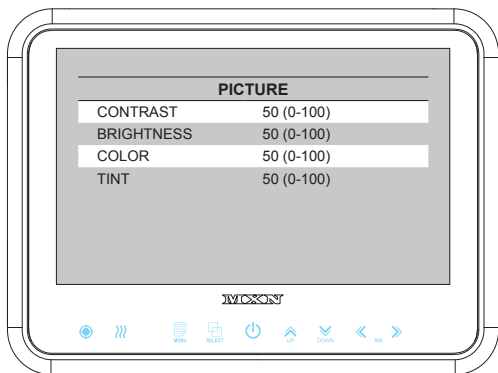 PICTURE
CONTRAST 50 (0-100)
BRIGHTNESS 50 (0-100)
COLOR 50 (0-100)
TINT 50 (0-100)
MXN
MENU SELECT UP DOWN VOL